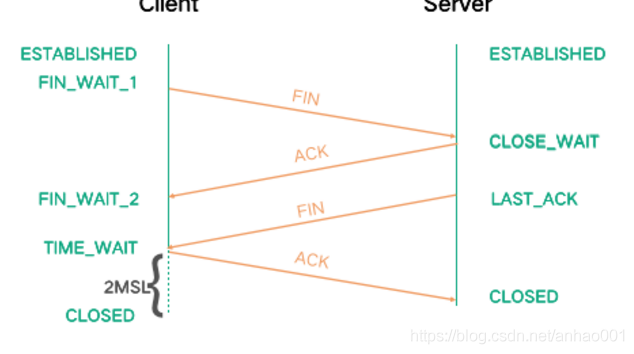 Client
Server
ESTABLISHED
ESTABLISHED
FIN_WAIT_1
FIN
CLOSE_WAIT
ACK
FIN_WAIT_2
LAST_ACK
FIN
TIME_WAIT
ACK
2MSL
CLOSED
CLOSED
https://blog.csdn.net/anhao001